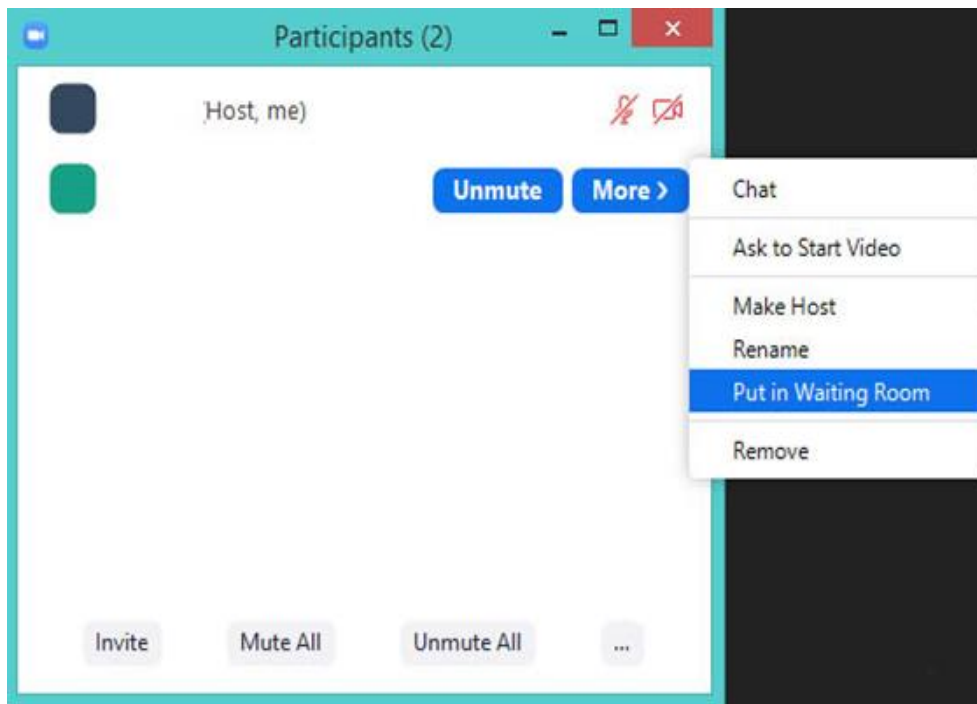 Participants (2)
Host, me)
Unmute More >
Chat
Ask to Start Video
Make Host
Rename
Put in Waiting Room
Remove
Invite Mute All Unmute All ...